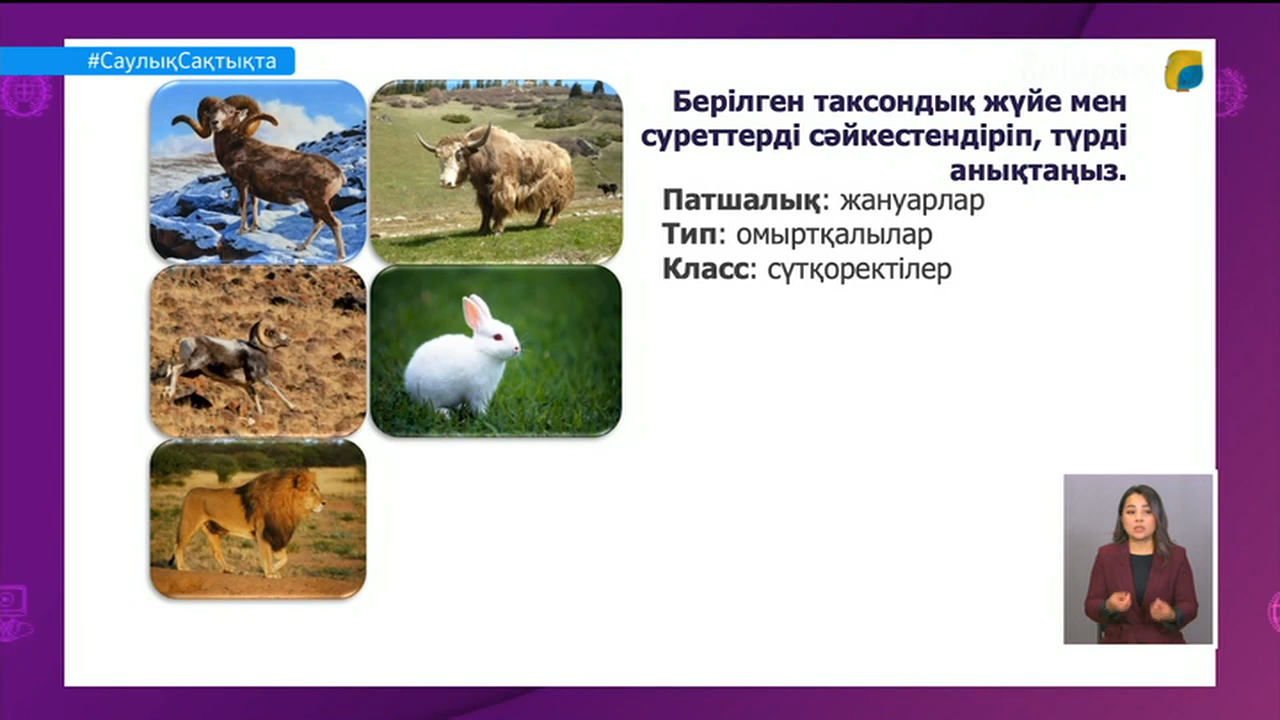 #СаулықСақтықта
Берілген таксондық жүйе мен
суреттерді сәйкестендіріп, түрді
анықтаңыз.
Патшалық: жануарлар
Тип: омыртқалылар
Класс: сүтқоректілер